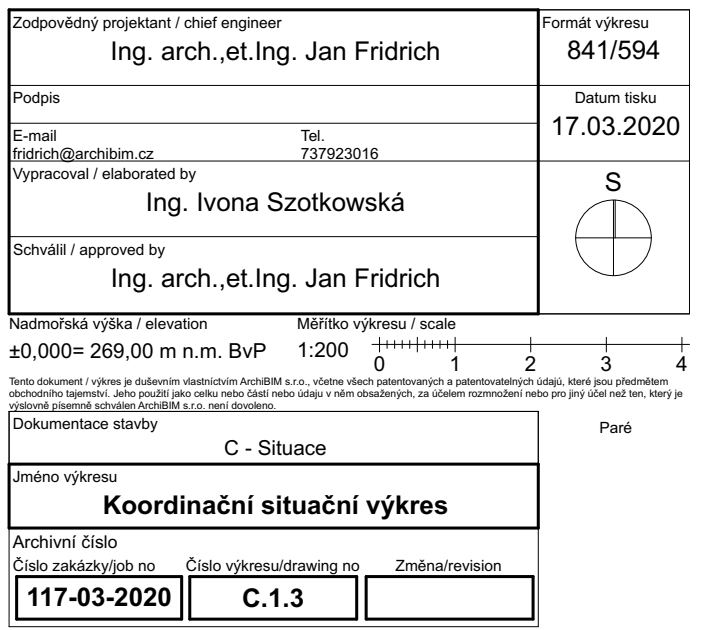 Zodpovědný projektant / chief engineer
Ing. arch.,et.Ing. Jan Fridrich
Formát výkresu
841/594
Podpis
Datum tisku
17.03.2020
E-mail
fridrich@archibim.cz
Tel.
737923016
Vypracoval / elaborated by
Ing. Ivona Szotkowská
S
Schválil / approved by
Ing. arch.,et.Ing. Jan Fridrich
Nadmořská výška / elevation
±0,000= 269,00 m n.m. BvP
Měřítko výkresu / scale
1:200
0 1 2 3 4
Tento dokument / výkres je duševním vlastníctvím ArchiBIM s.r.o., včetne všech patentovaných a patentovatelných údajú, které jsou předmětem
obchodního tajemství. Jeho použití jako celku nebo částí nebo údaju v něm obsažených, za účelem rozmnožení nebo pro jiný účel než ten, který je
výslovně písemně schválen ArchiBIM s.r.o. není dovoleno.
Dokumentace stavby
C - Situace
Paré
Jméno výkresu
Koordinační situační výkres
Archivní číslo
Číslo zakázky/job no
117-03-2020
Číslo výkresu/drawing no
C.1.3
Změna/revision